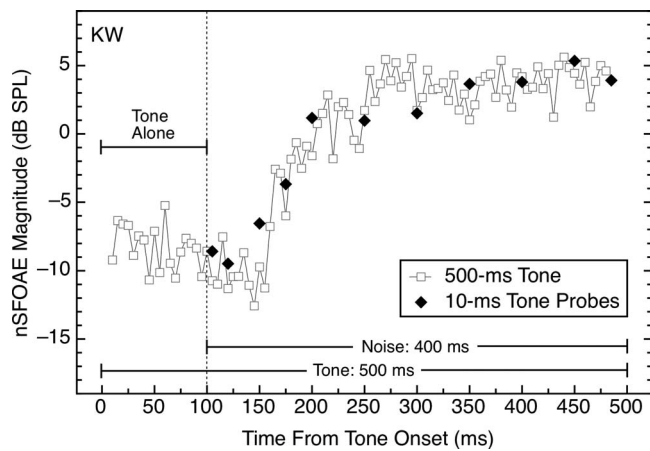 KW
nSFOAE Magnitude (dB SPL)
5
0
−5
−10
−15
Tone
Alone
500-ms Tone
10-ms Tone Probes
Noise: 400 ms
Tone: 500 ms
0 50 100 150 200 250 300 350 400 450 500
Time From Tone Onset (ms)